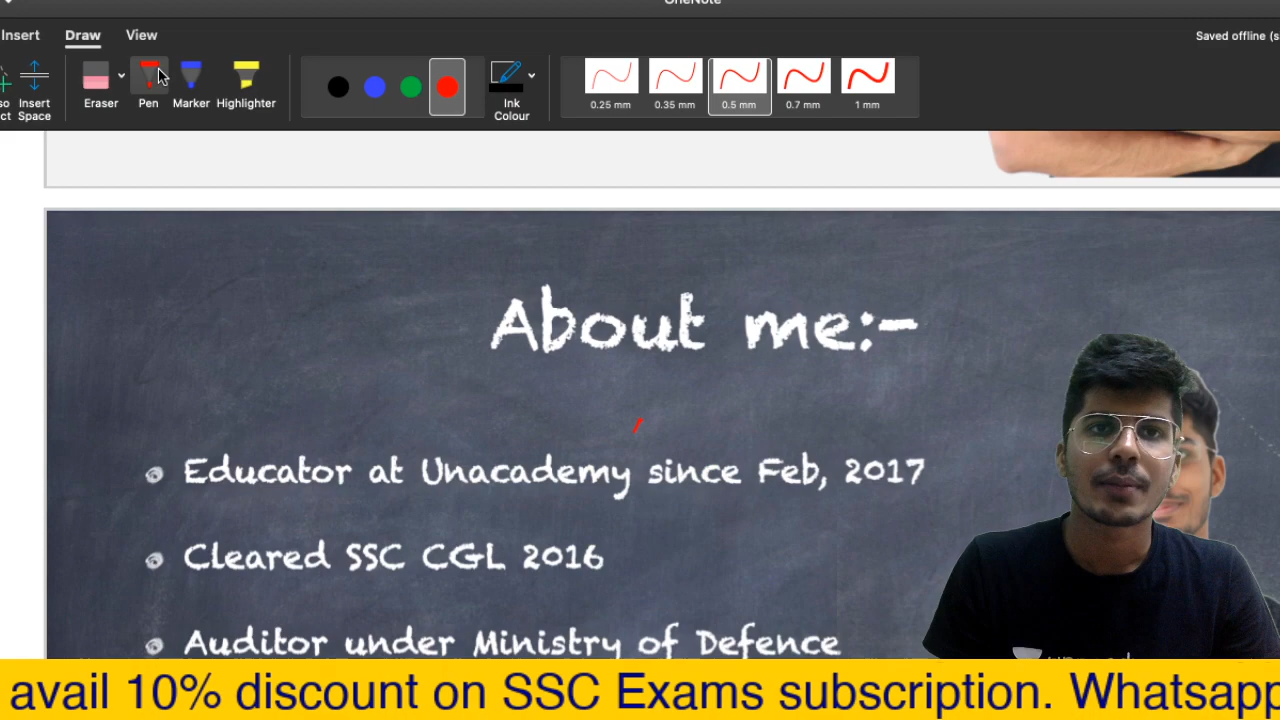 OneNote
Insert Draw View
Saved offline
Eraser Pen Marker Highlighter
Insert Space
Ink Colour
0.25 mm 0.35 mm 0.5 mm 0.7 mm 1 mm
About me:-
Educator at Unacademy since Feb, 2017
Cleared SSC CGL 2016
Auditor under Ministry of Defence
avail 10% discount on SSC Exams subscription. Whatsapp